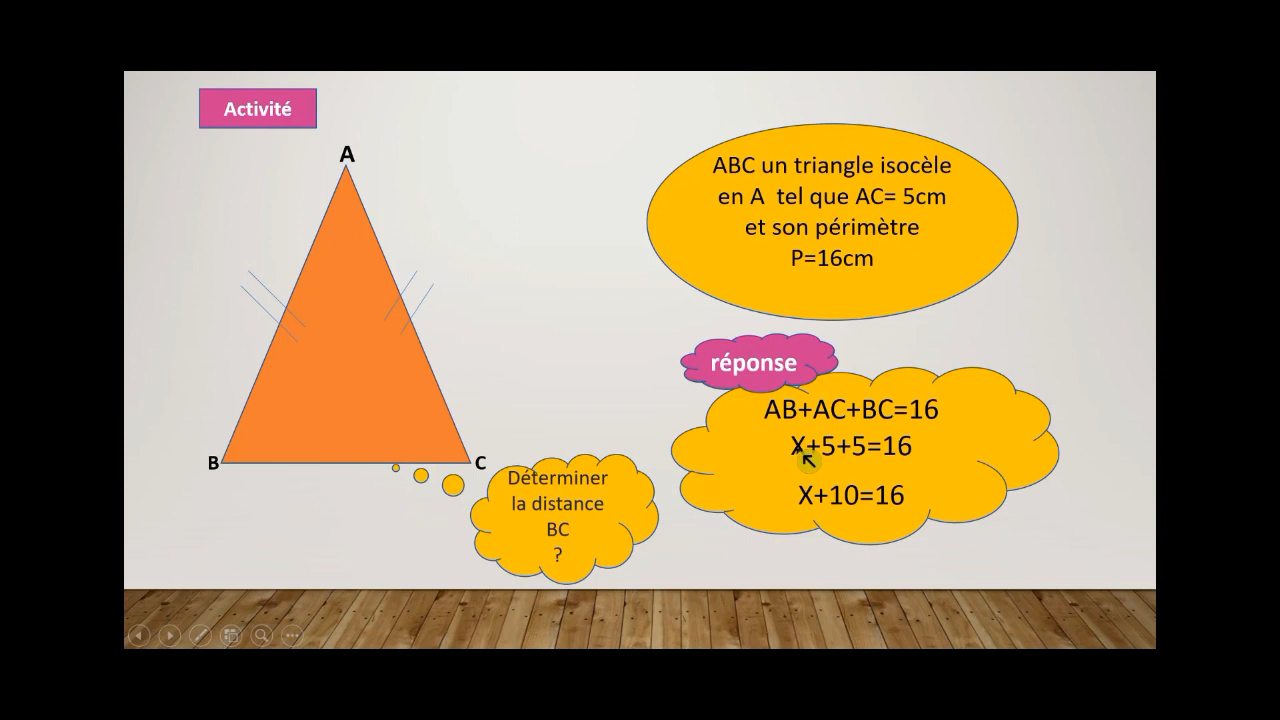 Activité
A
B
C
ABC un triangle isocèle
en A tel que AC= 5cm
et son périmètre
P=16cm
réponse
AB+AC+BC=16
X+5+5=16
X+10=16
Déterminer
la distance
BC
?